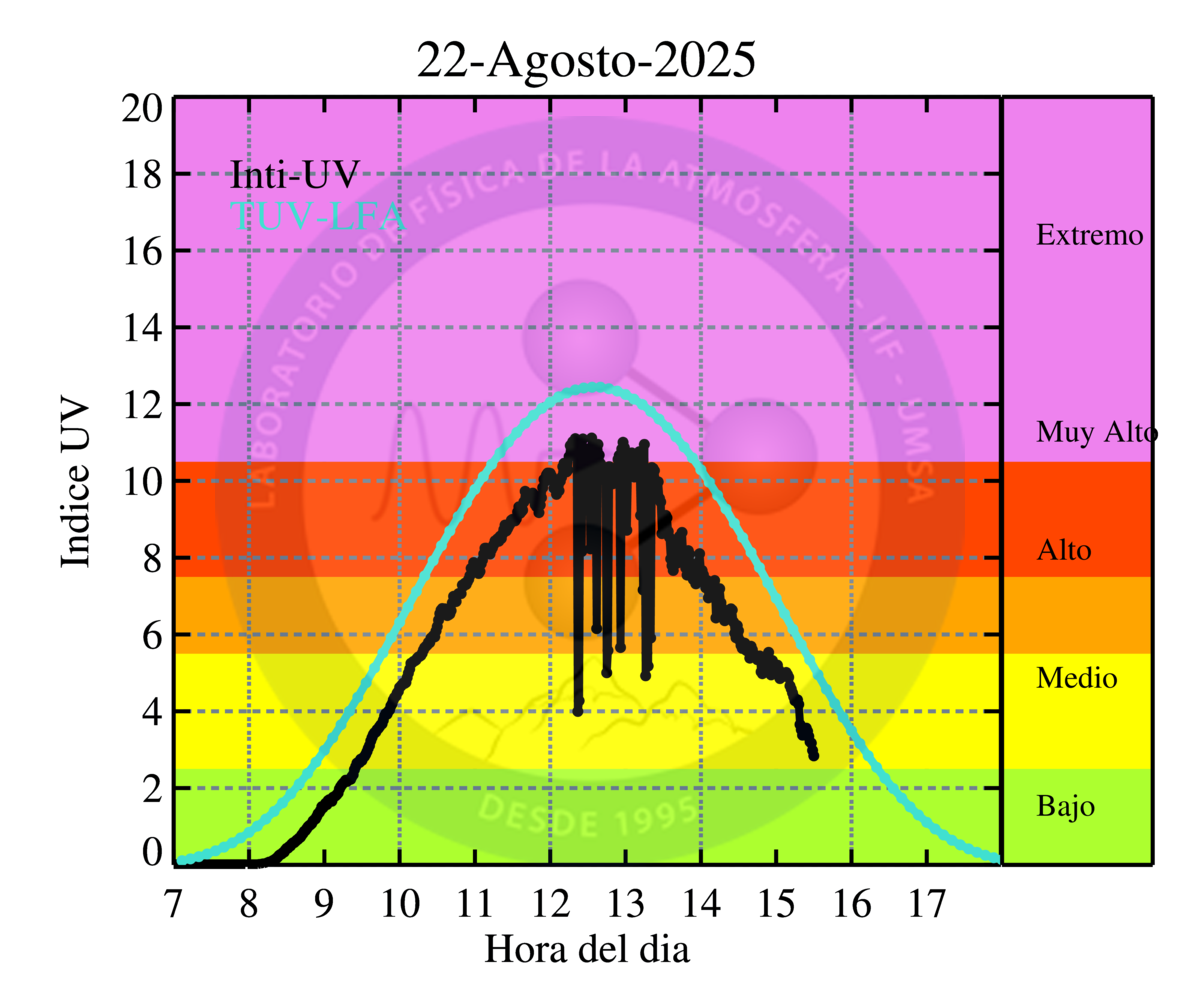 22-Agosto-2025
Inti-UV
TUV-LFA
LABORATORIO DE FÍSICA DE LA ATMÓSFERA - IIF - UMSA
DESDE 1995
Indice UV
20
18
16
14
12
10
8
6
4
2
0
Extremo
Muy Alto
Alto
Medio
Bajo
7 8 9 10 11 12 13 14 15 16 17
Hora del dia